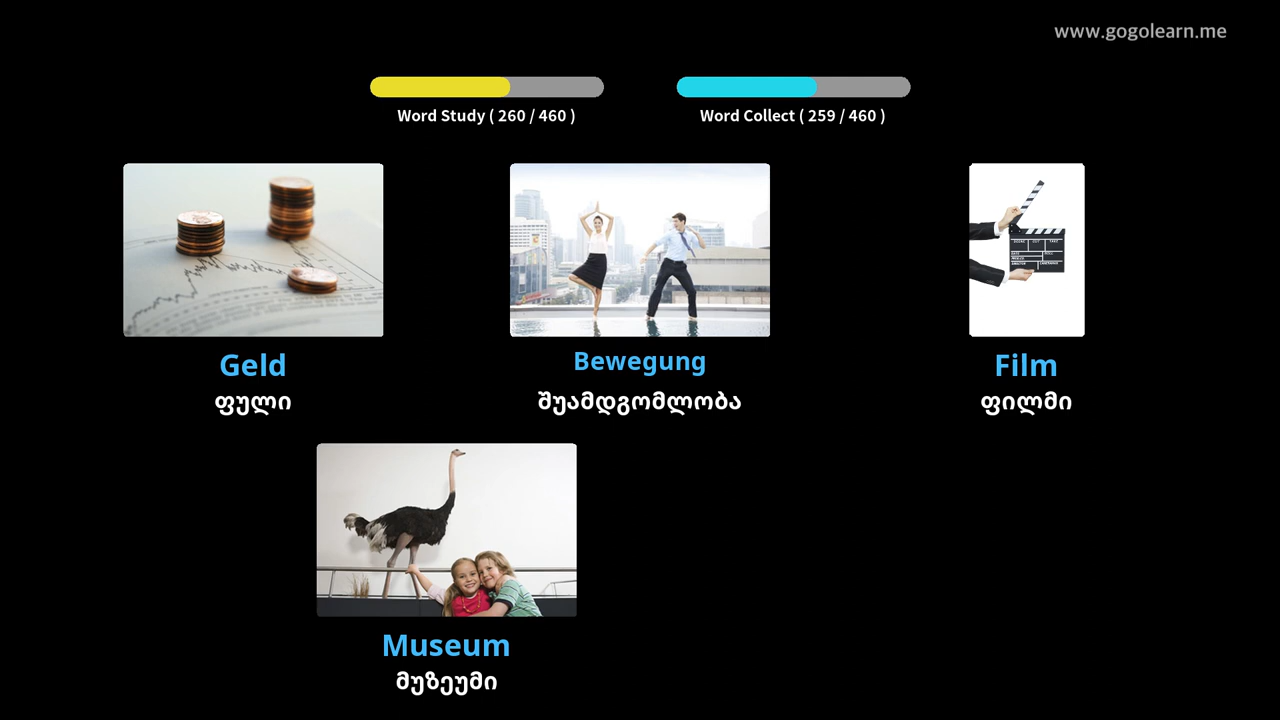 www.gogolearn.me
Word Study ( 260 / 460 )
Word Collect ( 259 / 460 )
Geld
ფული
Bewegung
შუამდგომლობა
Film
ფილმი
Museum
მუზეუმი